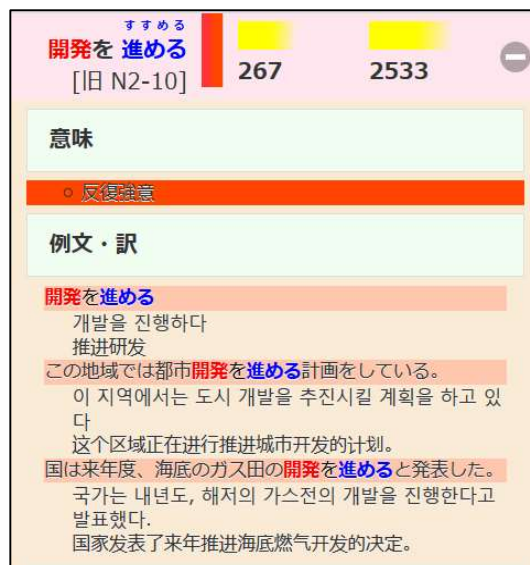 すすめる
開発を 進める
[旧 N2-10]
267
2533
意味
反復強意
例文・訳
開発を進める
개발을 진행하다
推进研发
この地域では都市開発を進める計画をしている。
이 지역에서는 도시 개발을 추진시킬 계획을 하고 있
다
这个区域正在进行推进城市开发的计划。
国は来年度、海底のガス田の開発を進めると発表した。
국가는 내년도, 해저의 가스전의 개발을 진행한다고
발표했다.
国家发表了来年推进海底燃气开发的决定。